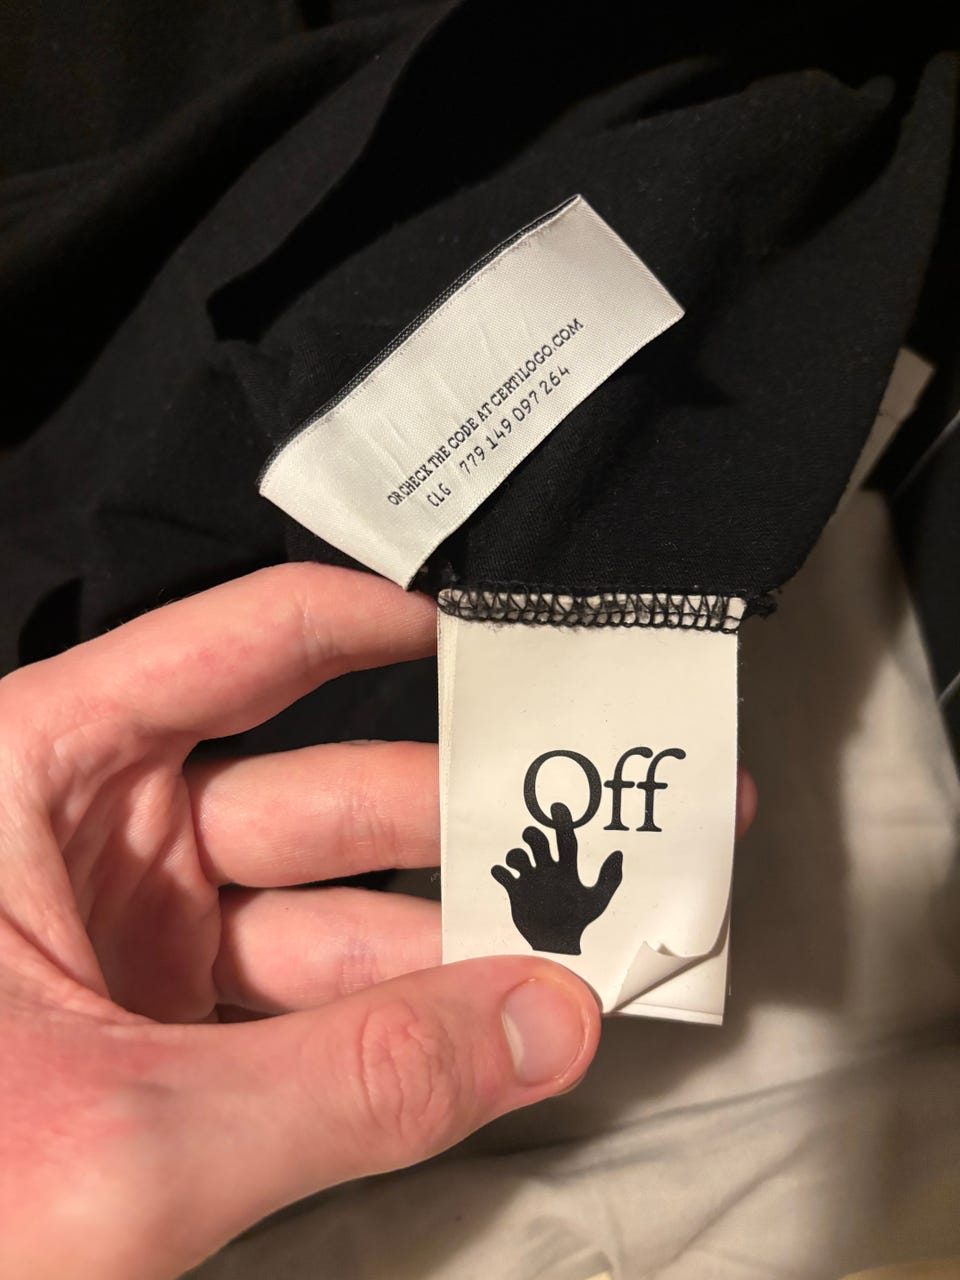 OR CHECK THE CODE AT CERTILOGO.COM
CLG 779 149 097 264
Off